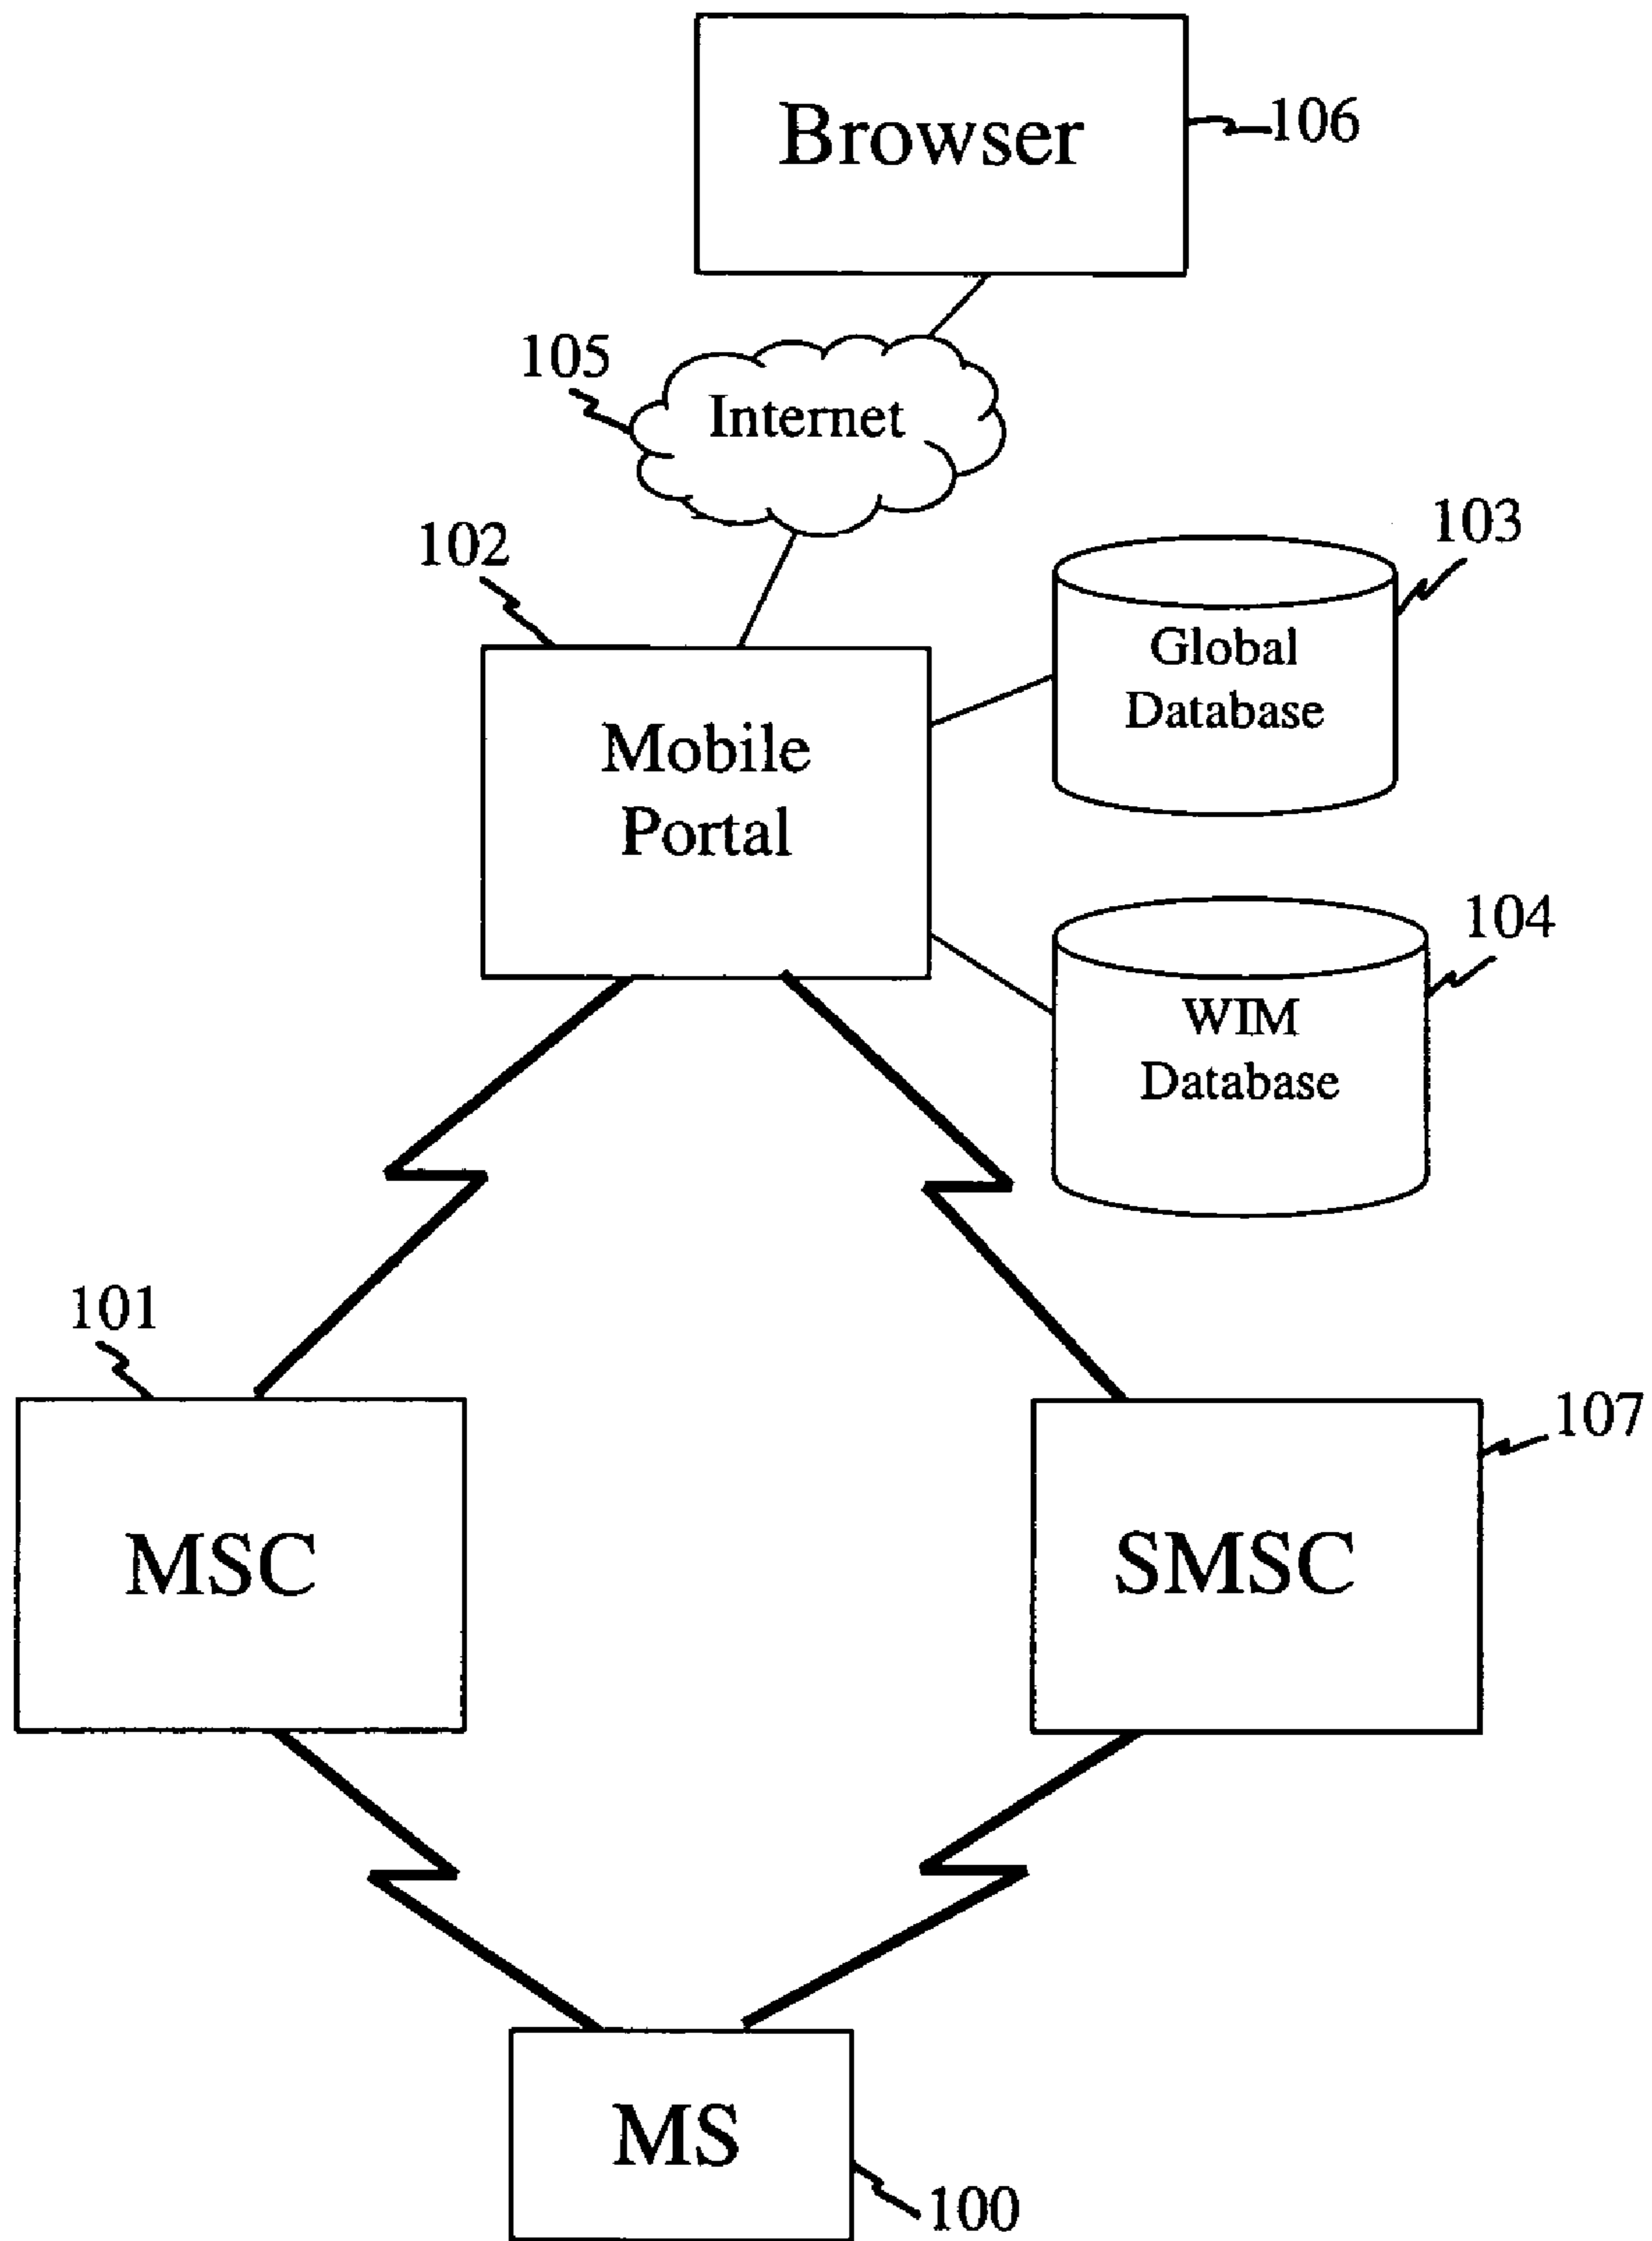 Browser
106
105
Internet
102
103
Global
Database
Mobile
Portal
104
WIM
Database
101
107
MSC
SMSC
MS
100